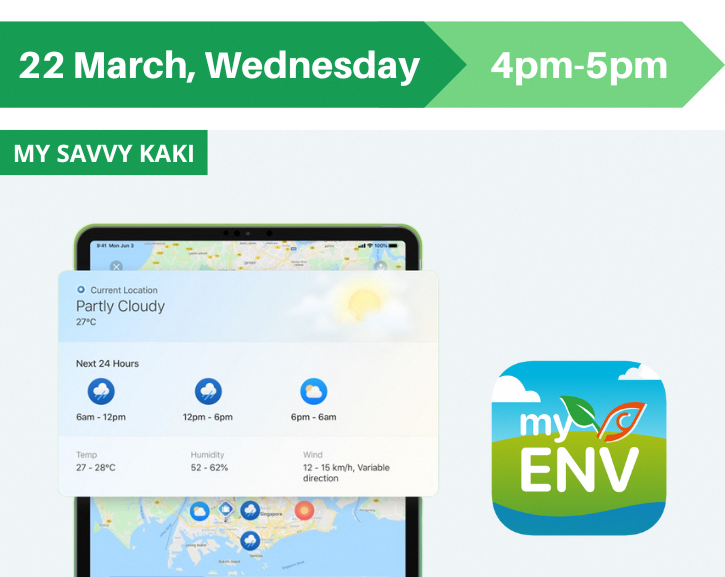 22 March, Wednesday
4pm-5pm
MY SAVVY KAKI
9:41 Mon Jun 3
100%
Current Location
Partly Cloudy
27°C
Next 24 Hours
6am - 12pm
12pm - 6pm
6pm - 6am
Temp
Humidity
Wind
27 - 28°C
52 - 62%
12 - 15 km/h, Variable
direction
my
ENV
Singapore